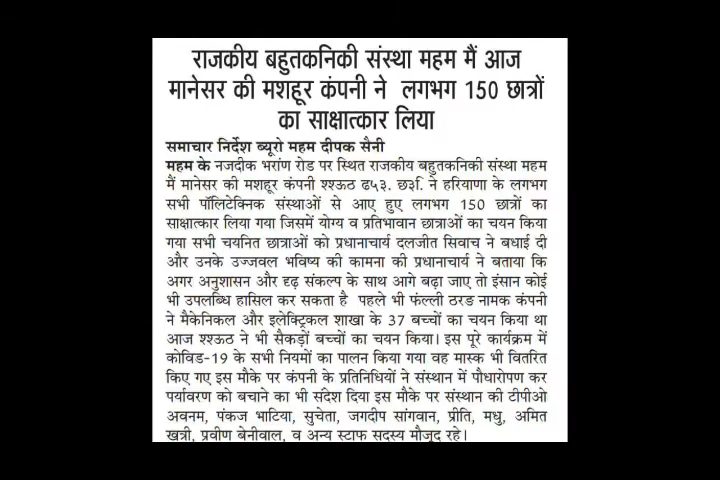 राजकीय बहुतकनिकी संस्था महम मैं आज
मानेसर की मशहूर कंपनी ने लगभग 150 छात्रों
का साक्षात्कार लिया
समाचार निर्देश ब्यूरो महम दीपक सैनी
महम के नजदीक भराण रोड पर स्थित राजकीय बहुतकनिकी संस्था महम
मैं मानेसर की मशहूर कंपनी श्श्ऊठ ढ५३. छ३ि. ने हरियाणा के लगभग
सभी पॉलिटेक्निक संस्थाओं से आए हुए लगभग 150 छात्रों का
साक्षात्कार लिया गया जिसमें योग्य व प्रतिभावान छात्राओं का चयन किया
गया सभी चयनित छात्राओं को प्रधानाचार्य दलजीत सिवाच ने बधाई दी
और उनके उज्जवल भविष्य की कामना की प्रधानाचार्य ने बताया कि
अगर अनुशासन और दृढ़ संकल्प के साथ आगे बढ़ा जाए तो इंसान कोई
भी उपलब्धि हासिल कर सकता है पहले भी फंल्ली ठरङ नामक कंपनी
ने मैकेनिकल और इलेक्ट्रिकल शाखा के 37 बच्चों का चयन किया था
आज श्श्ऊठ ने भी सैकड़ों बच्चों का चयन किया। इस पूरे कार्यक्रम में
कोविड-19 के सभी नियमों का पालन किया गया वह मास्क भी वितरित
किए गए इस मौके पर कंपनी के प्रतिनिधियों ने संस्थान में पौधारोपण कर
पर्यावरण को बचाने का भी संदेश दिया इस मौके पर संस्थान की टीपीओ
अवनम, पंकज भाटिया, सुचेता, जगदीप सांगवान, प्रीति, मधु, अमित
खत्री, प्रवीण बेनीवाल, व अन्य स्टाफ सदस्य मौजूद रहे।